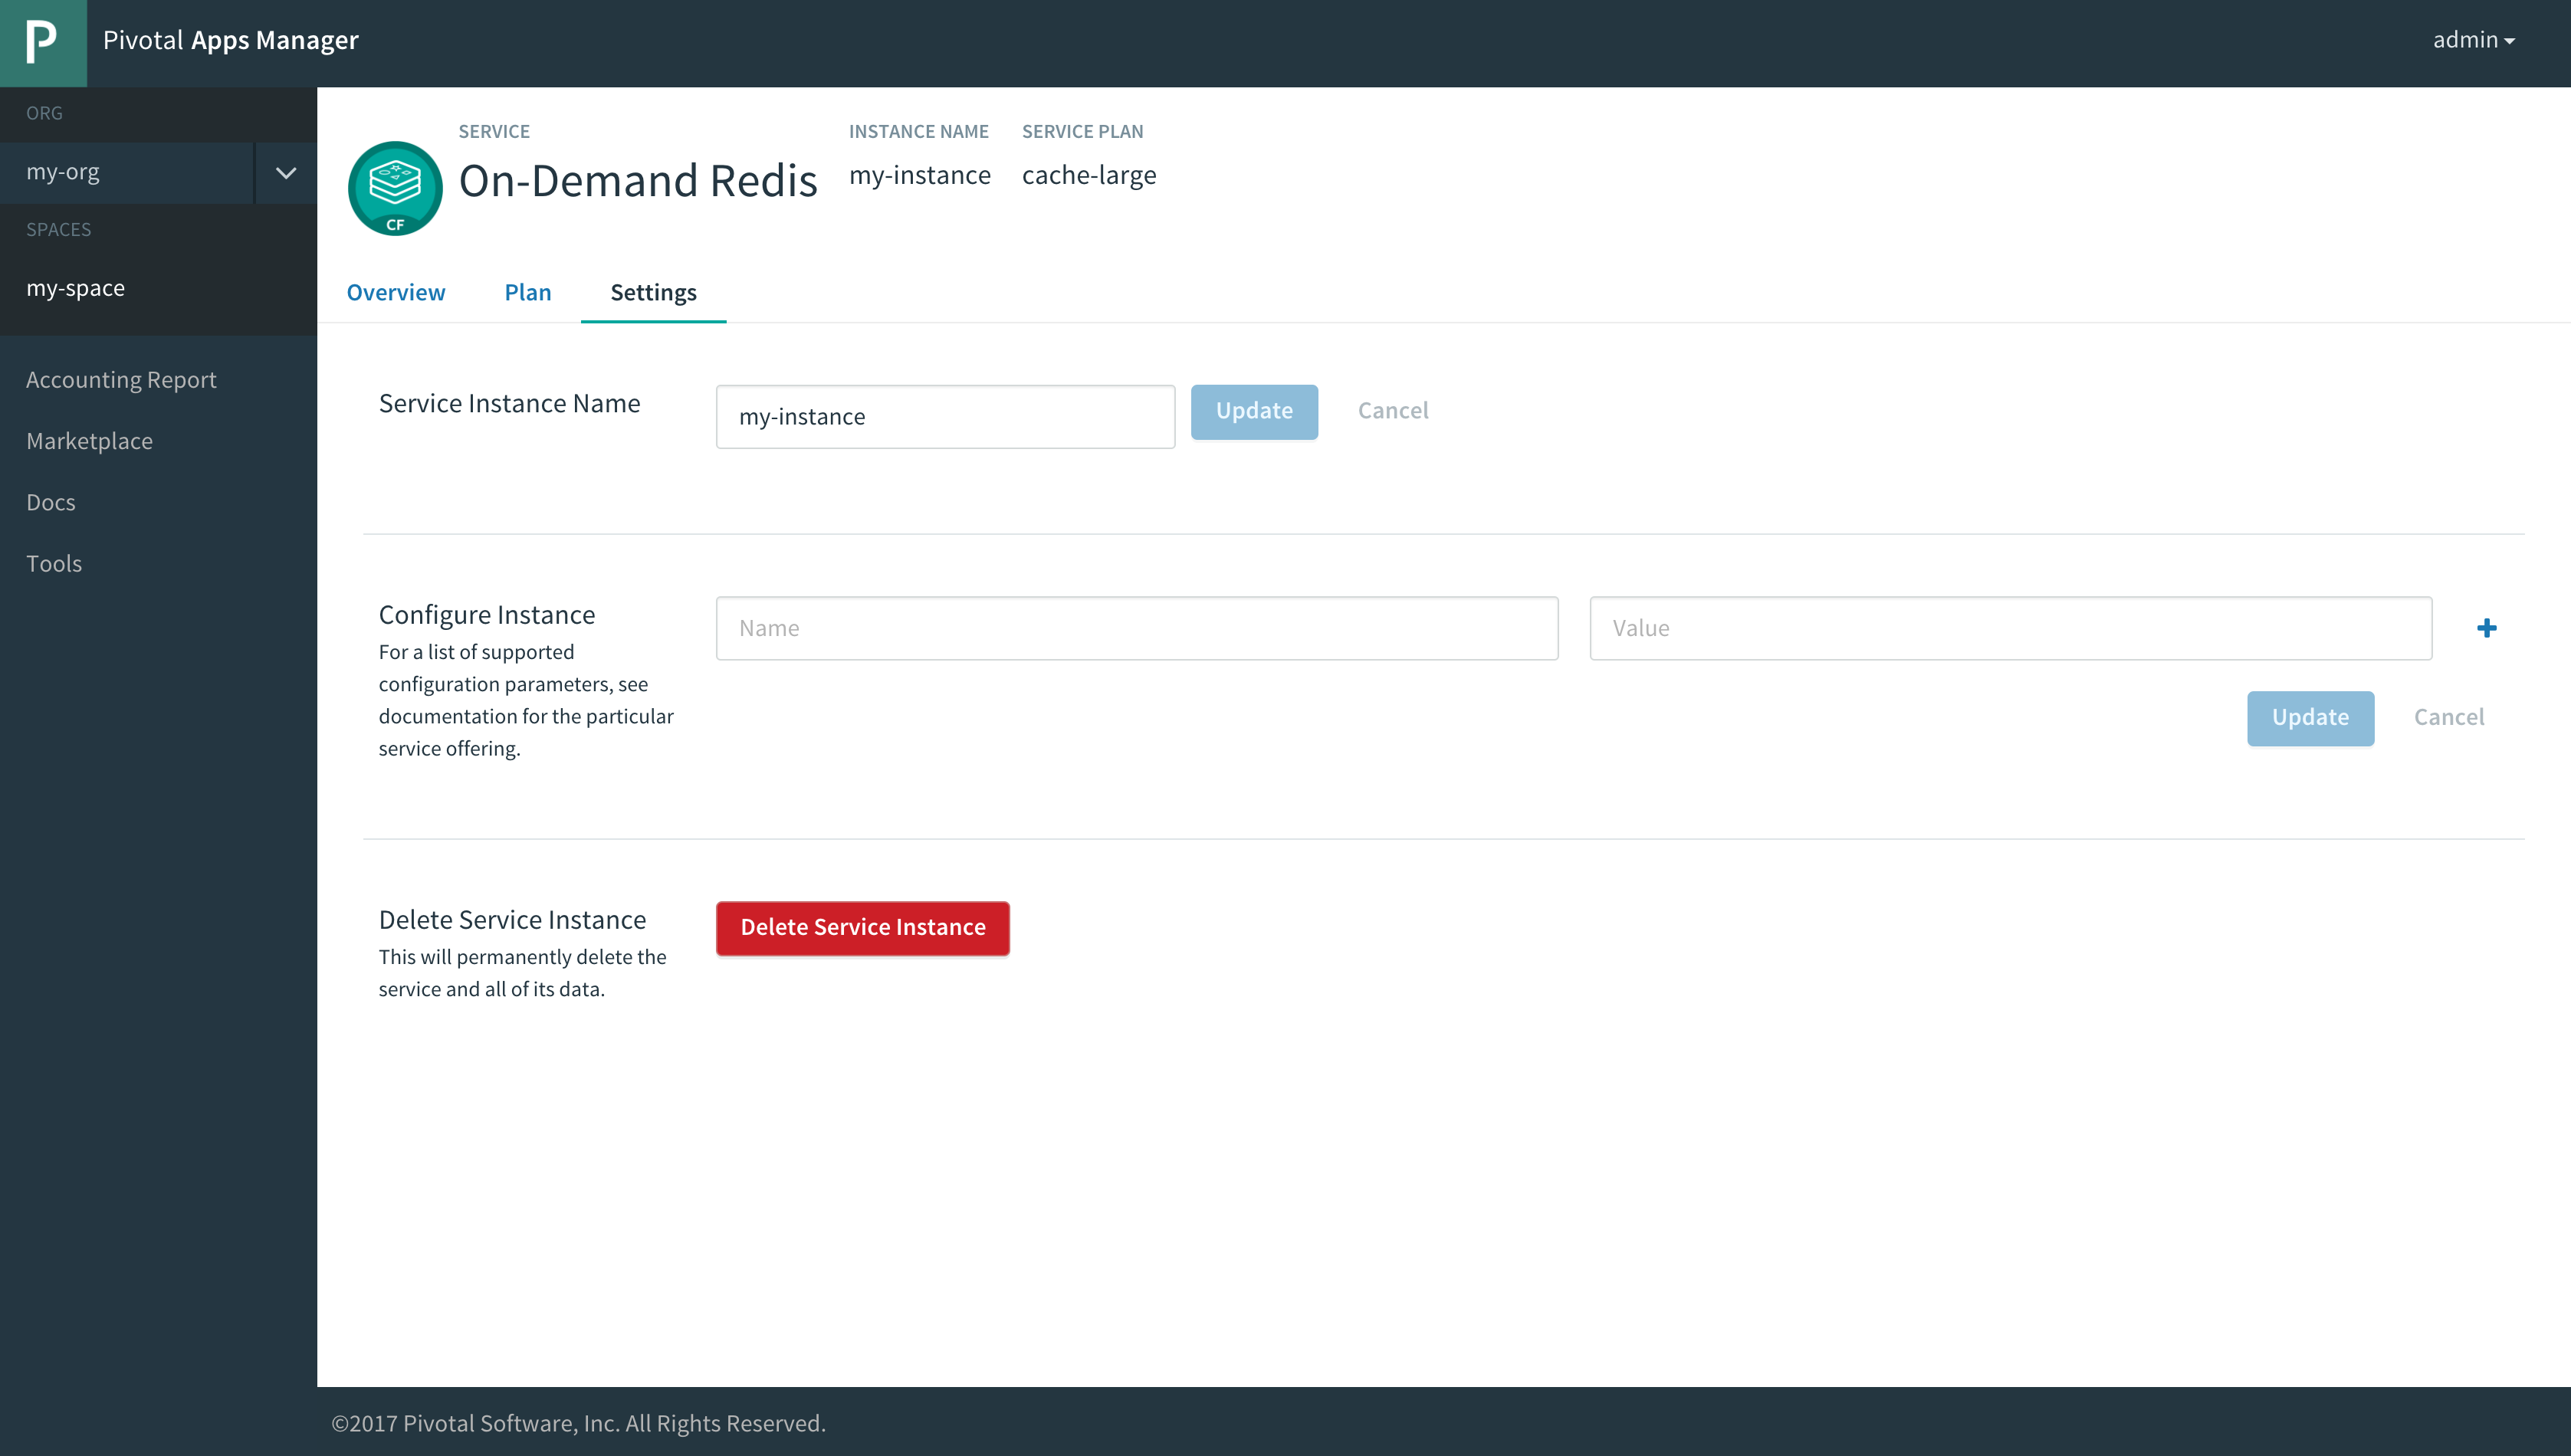 P
Pivotal Apps Manager
admin
ORG
my-org
SPACES
my-space
Accounting Report
Marketplace
Docs
Tools
CF
SERVICE
On-Demand Redis
INSTANCE NAME
my-instance
SERVICE PLAN
cache-large
Overview Plan Settings
Service Instance Name
my-instance
Update Cancel
Configure Instance
For a list of supported
configuration parameters, see
documentation for the particular
service offering.
Name
Value
Update Cancel
Delete Service Instance
This will permanently delete the
service and all of its data.
Delete Service Instance
©2017 Pivotal Software, Inc. All Rights Reserved.